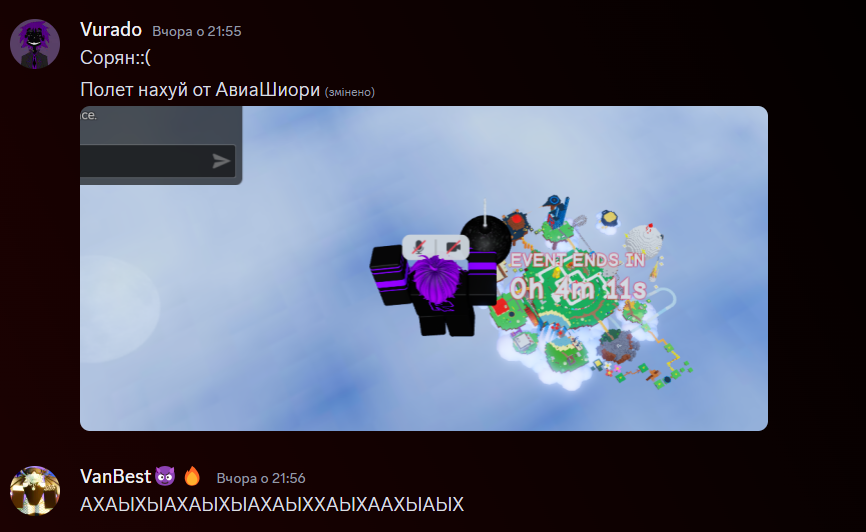 Vurado Вчора о 21:55
Сорян::(
Полет нахуй от АвиаШиори (змінено)
ce.
EVENT ENDS IN :
0h 4m 11s
VanBest😈 🔥 Вчора о 21:56
АХАЫХЫАХАЫХЫАХАЫХХАЫХААХЫАЫХ